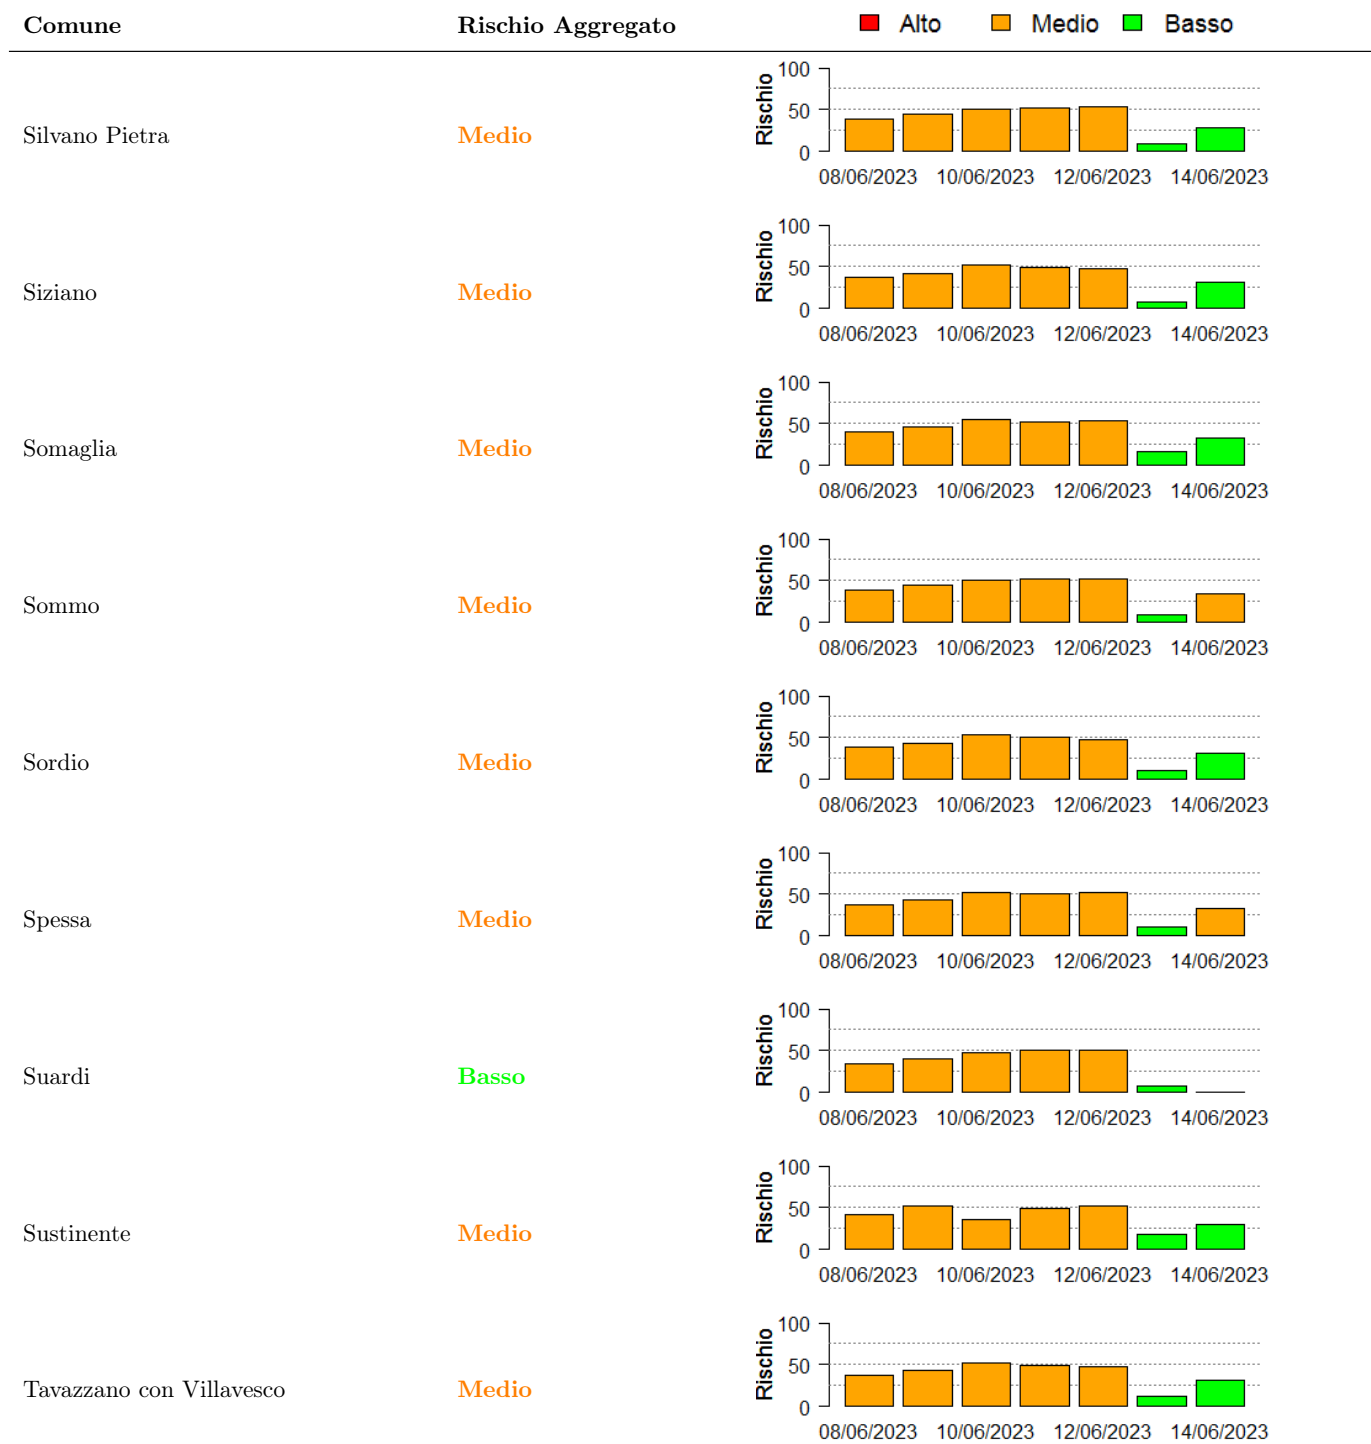 Comune Rischio Aggregato Alto Medio Basso
100
50
0
Rischio
Silvano Pietra Medio
08/06/2023 10/06/2023 12/06/2023 14/06/2023
100
50
0
Rischio
Siziano Medio
08/06/2023 10/06/2023 12/06/2023 14/06/2023
100
50
0
Rischio
Somaglia Medio
08/06/2023 10/06/2023 12/06/2023 14/06/2023
100
50
0
Rischio
Sommo Medio
08/06/2023 10/06/2023 12/06/2023 14/06/2023
100
50
0
Rischio
Sordio Medio
08/06/2023 10/06/2023 12/06/2023 14/06/2023
100
50
0
Rischio
Spessa Medio
08/06/2023 10/06/2023 12/06/2023 14/06/2023
100
50
0
Rischio
Suardi Basso
08/06/2023 10/06/2023 12/06/2023 14/06/2023
100
50
0
Rischio
Sustinente Medio
08/06/2023 10/06/2023 12/06/2023 14/06/2023
100
50
0
Rischio
Tavazzano con Villavesco Medio
08/06/2023 10/06/2023 12/06/2023 14/06/2023